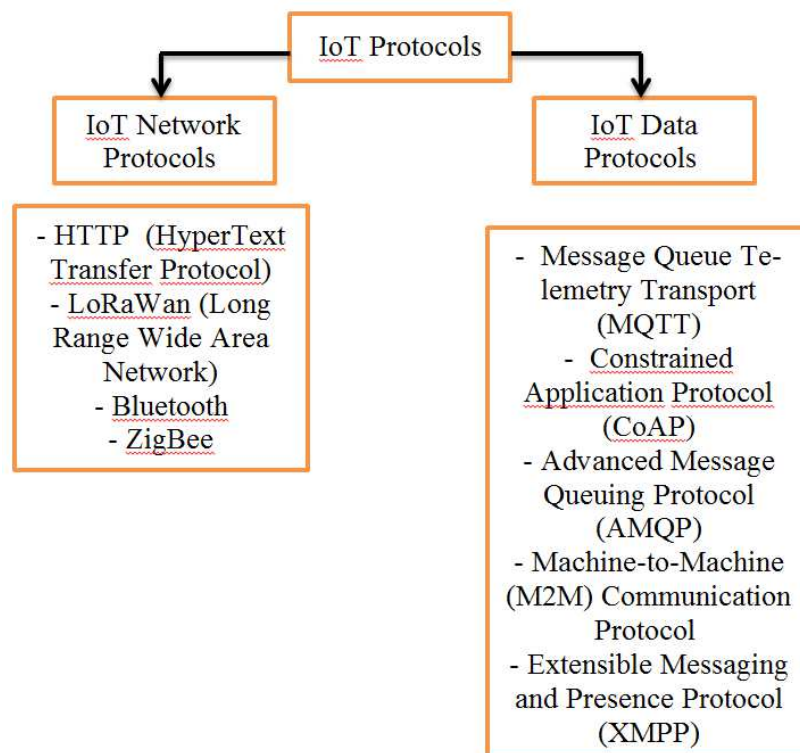 IoT Protocols
IoT Network
Protocols
- HTTP (HyperText
Transfer Protocol)
- LoRaWan (Long
Range Wide Area
Network)
- Bluetooth
- ZigBee
IoT Data
Protocols
- Message Queue Te-
lemetry Transport
(MQTT)
- Constrained
Application Protocol
(CoAP)
- Advanced Message
Queuing Protocol
(AMQP)
- Machine-to-Machine
(M2M) Communication
Protocol
- Extensible Messaging
and Presence Protocol
(XMPP)